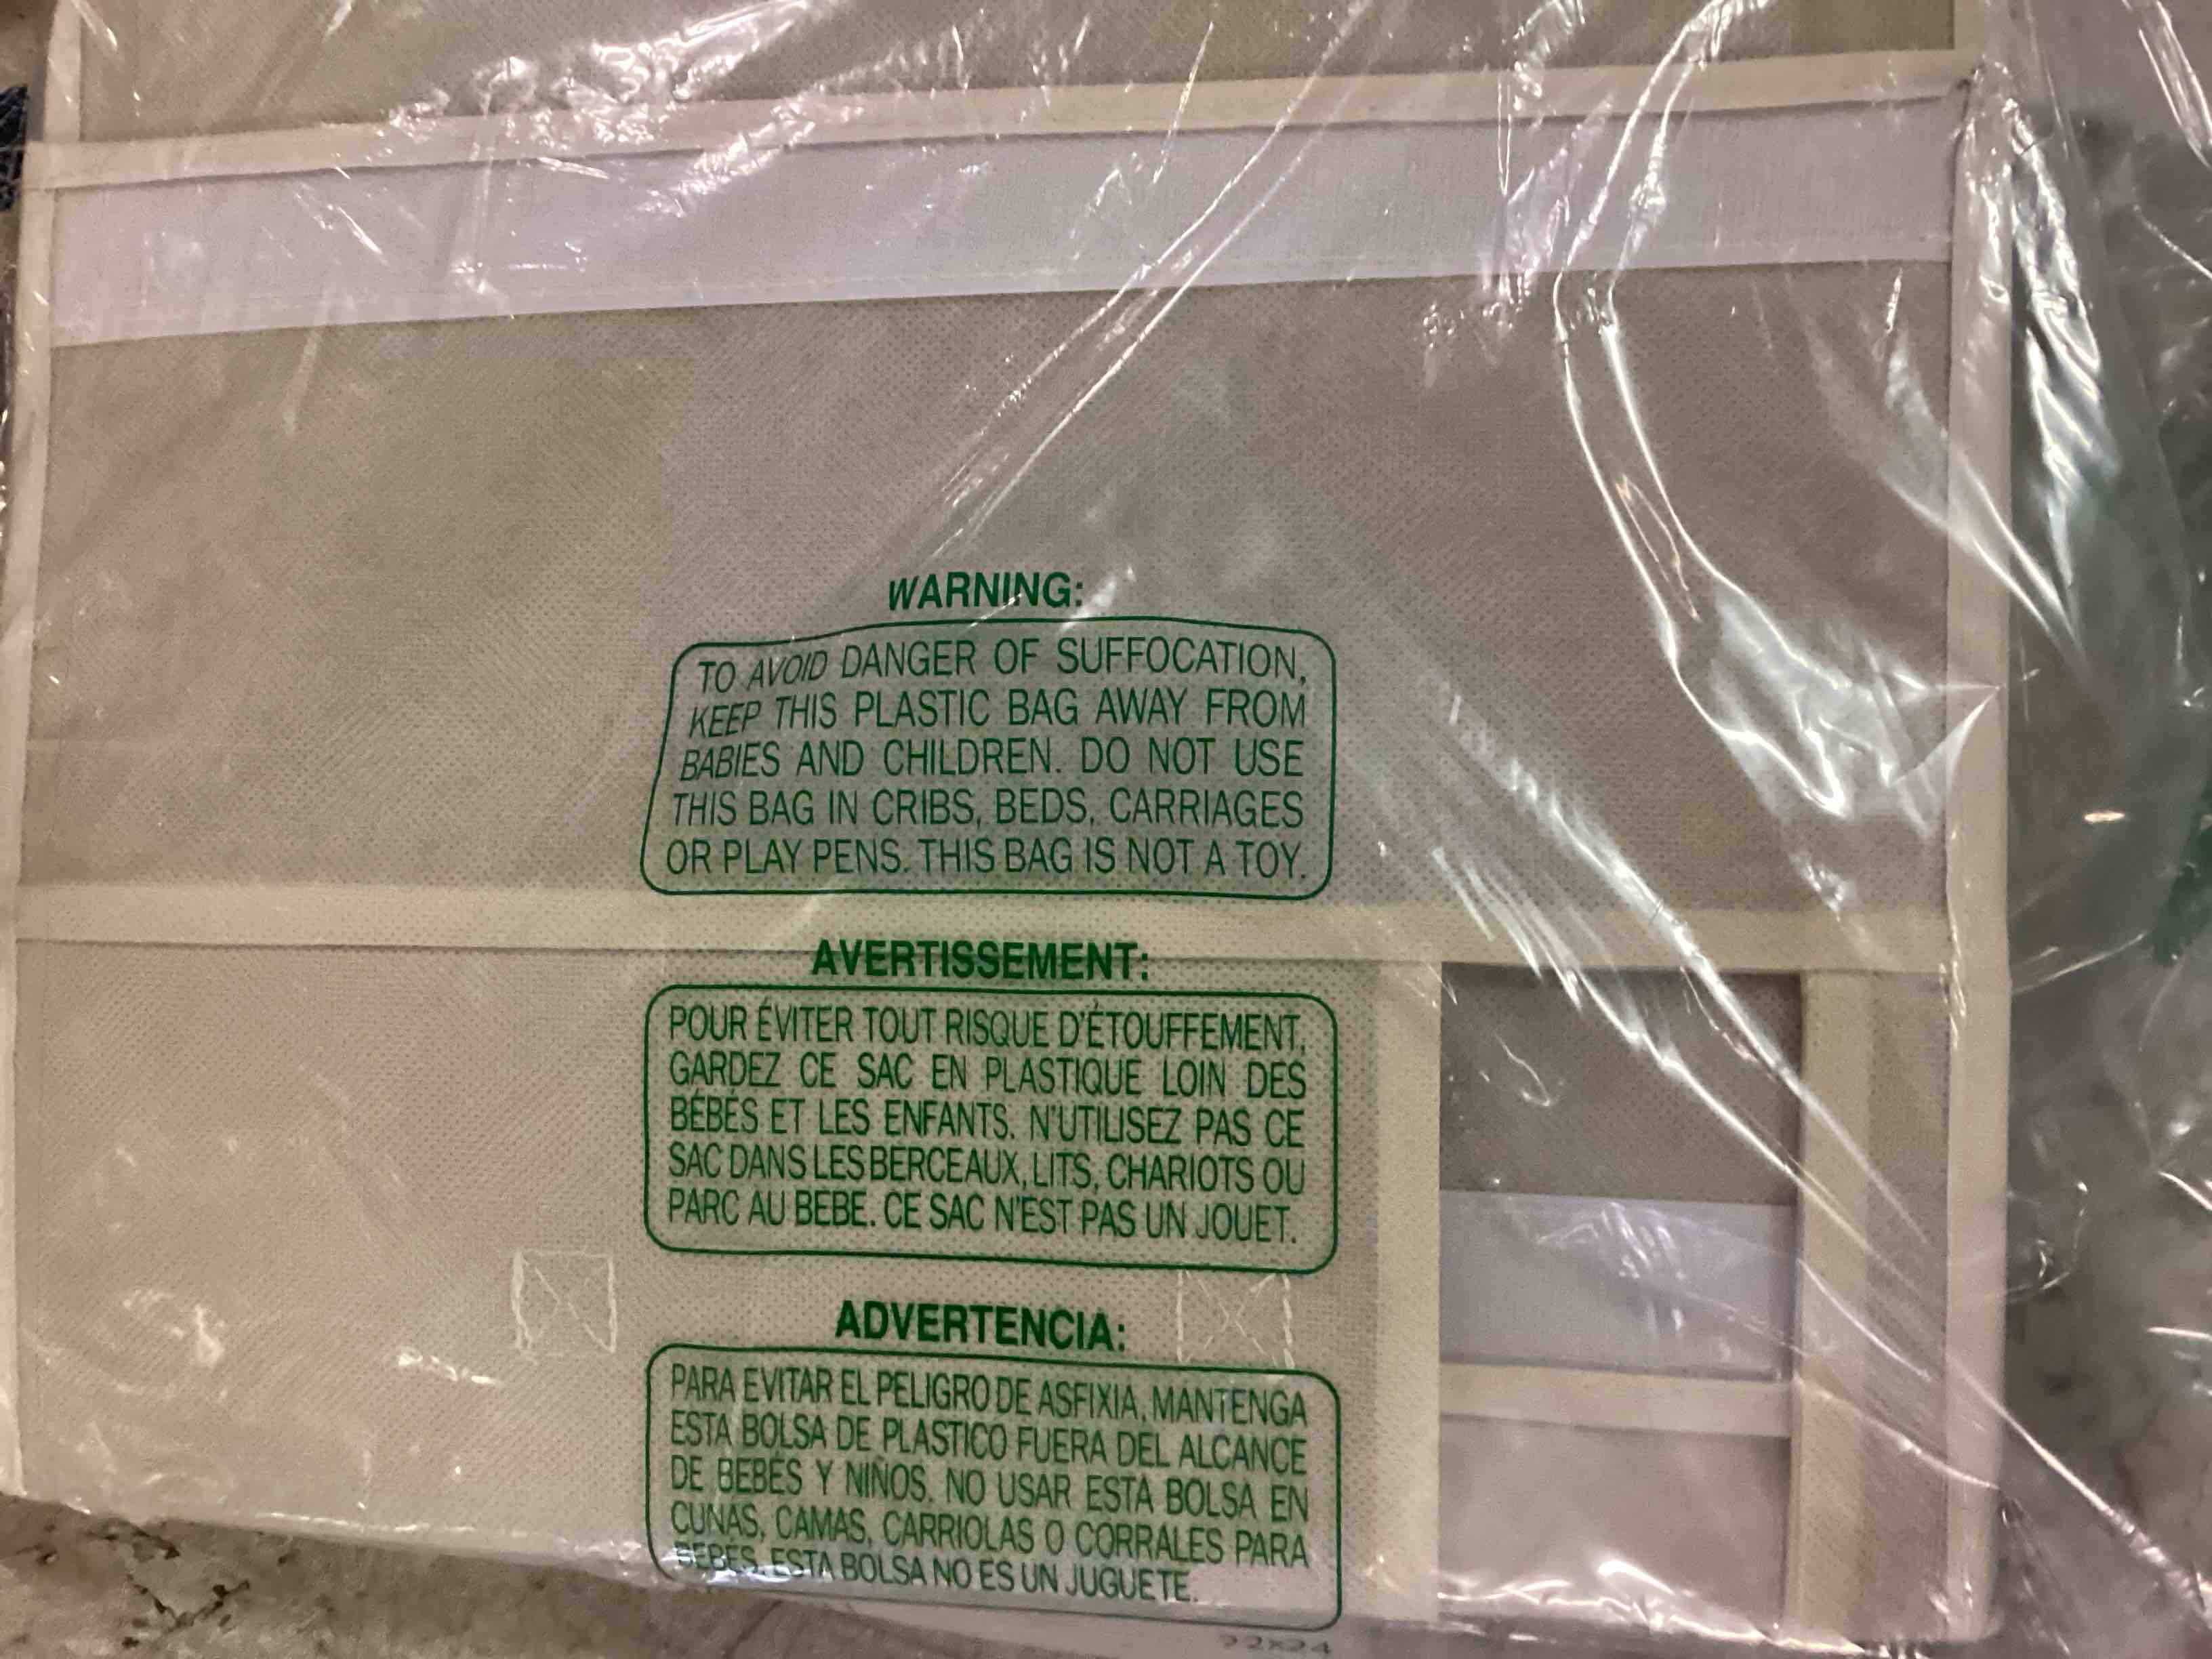 WARNING:
TO AVOID DANGER OF SUFFOCATION,
KEEP THIS PLASTIC BAG AWAY FROM
BABIES AND CHILDREN. DO NOT USE
THIS BAG IN CRIBS, BEDS, CARRIAGES
OR PLAY PENS. THIS BAG IS NOT A TOY.
AVERTISSEMENT:
POUR ÉVITER TOUT RISQUE D'ÉTOUFFEMENT,
GARDEZ CE SAC EN PLASTIQUE LOIN DES
BÉBÉS ET LES ENFANTS. N'UTILISEZ PAS CE
SAC DANS LES BERCEAUX, LITS, CHARIOTS OU
PARC AU BEBE. CE SAC N'EST PAS UN JOUET.
ADVERTENCIA:
PARA EVITAR EL PELIGRO DE ASFIXIA, MANTENGA
ESTA BOLSA DE PLASTICO FUERA DEL ALCANCE
DE BEBÉS Y NIÑOS. NO USAR ESTA BOLSA EN
CUNAS, CAMAS, CARRIOLAS O CORRALES PARA
BEBES. ESTA BOLSA NO ES UN JUGUETE.